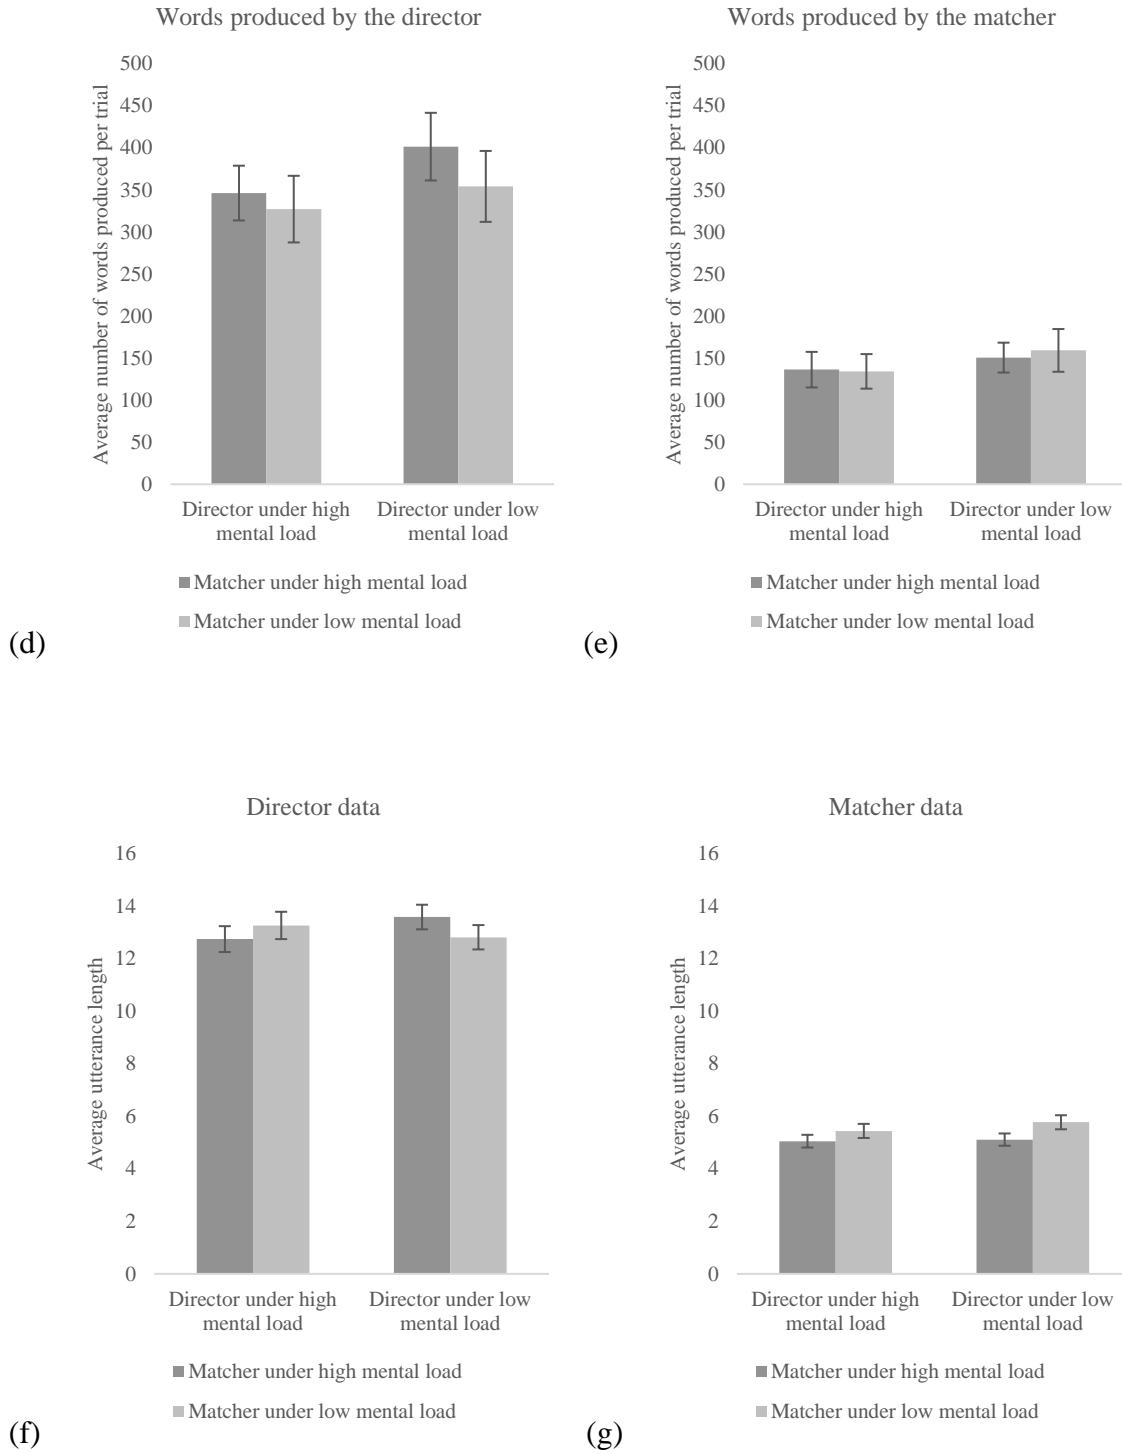 Words produced by the director
Average number of words produced per trial
500
450
400
350
300
250
200
150
100
50
0
Director under high
mental load
Director under low
mental load
■ Matcher under high mental load
■ Matcher under low mental load
(d)
Words produced by the matcher
Average number of words produced per trial
500
450
400
350
300
250
200
150
100
50
0
Director under high
mental load
Director under low
mental load
■ Matcher under high mental load
■ Matcher under low mental load
(e)
Director data
Average utterance length
16
14
12
10
8
6
4
2
0
Director under high
mental load
Director under low
mental load
■ Matcher under high mental load
■ Matcher under low mental load
(f)
Matcher data
Average utterance length
16
14
12
10
8
6
4
2
0
Director under high
mental load
Director under low
mental load
■ Matcher under high mental load
■ Matcher under low mental load
(g)